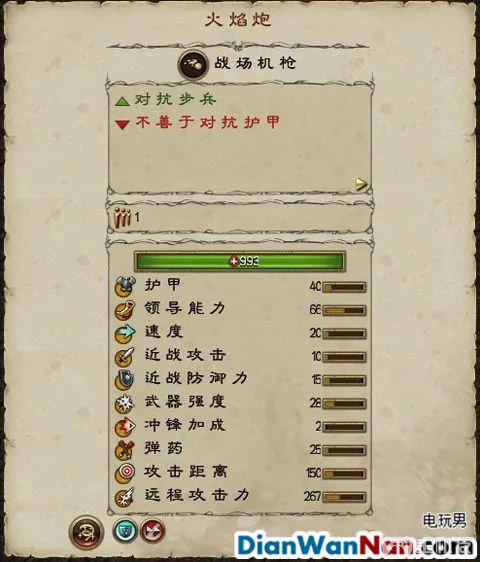 火焰炮
战场机枪
对抗步兵
不善于对抗护甲
1
993
护甲 40
领导能力 66
速度 20
近战攻击 10
近战防御力 15
武器强度 28
冲锋加成 2
弹药 25
攻击距离 150
远程攻击力 267
电玩男
DianWanNan.com